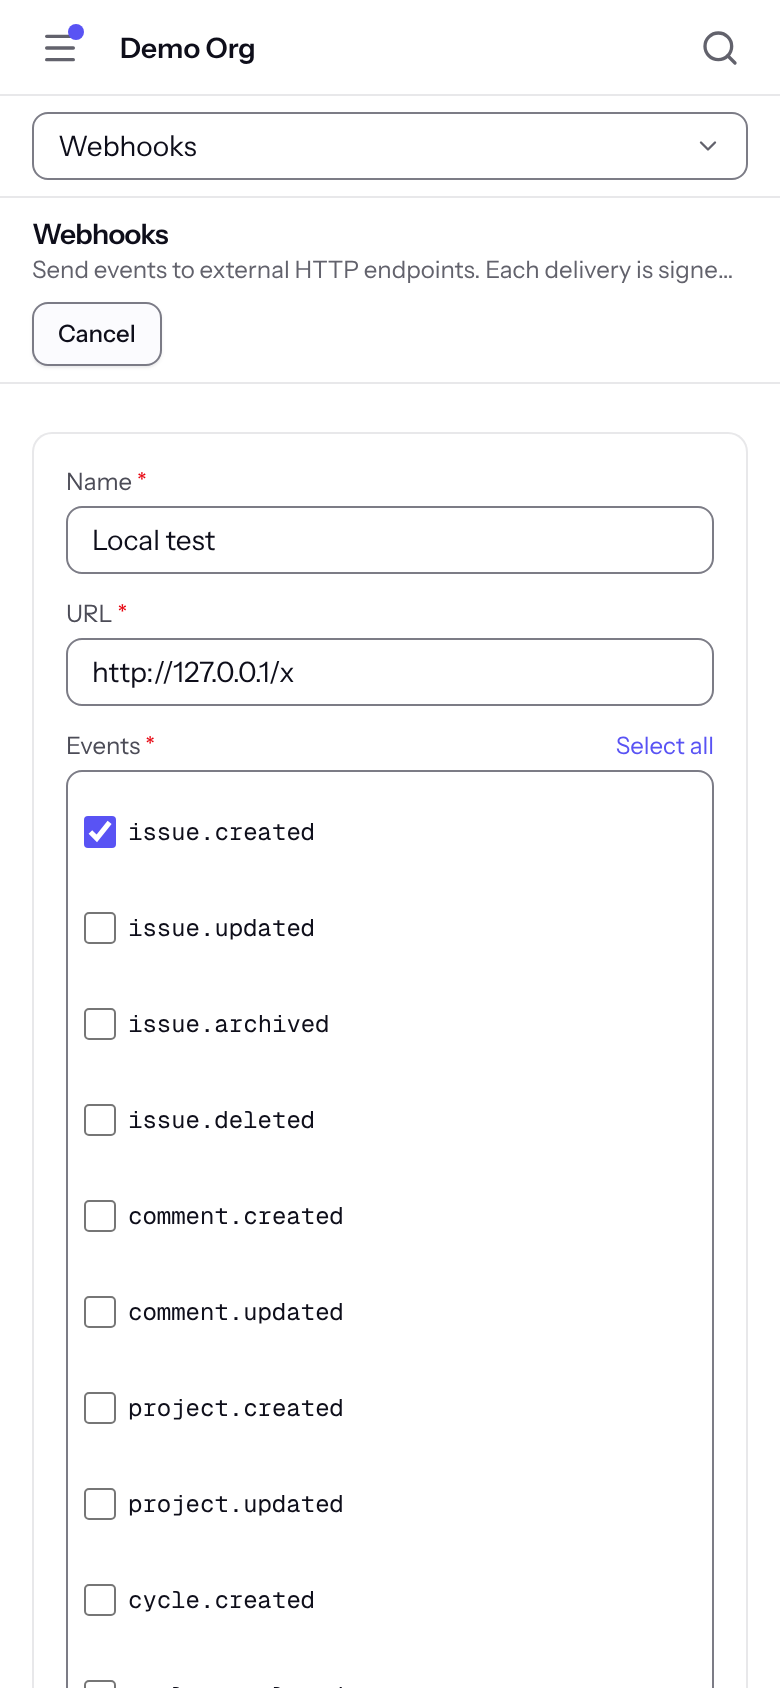 Demo Org
Webhooks
Webhooks
Send events to external HTTP endpoints. Each delivery is signe...
Cancel
Name *
Local test
URL *
http://127.0.0.1/x
Events *
Select all
issue.created
issue.updated
issue.archived
issue.deleted
comment.created
comment.updated
project.created
project.updated
cycle.created